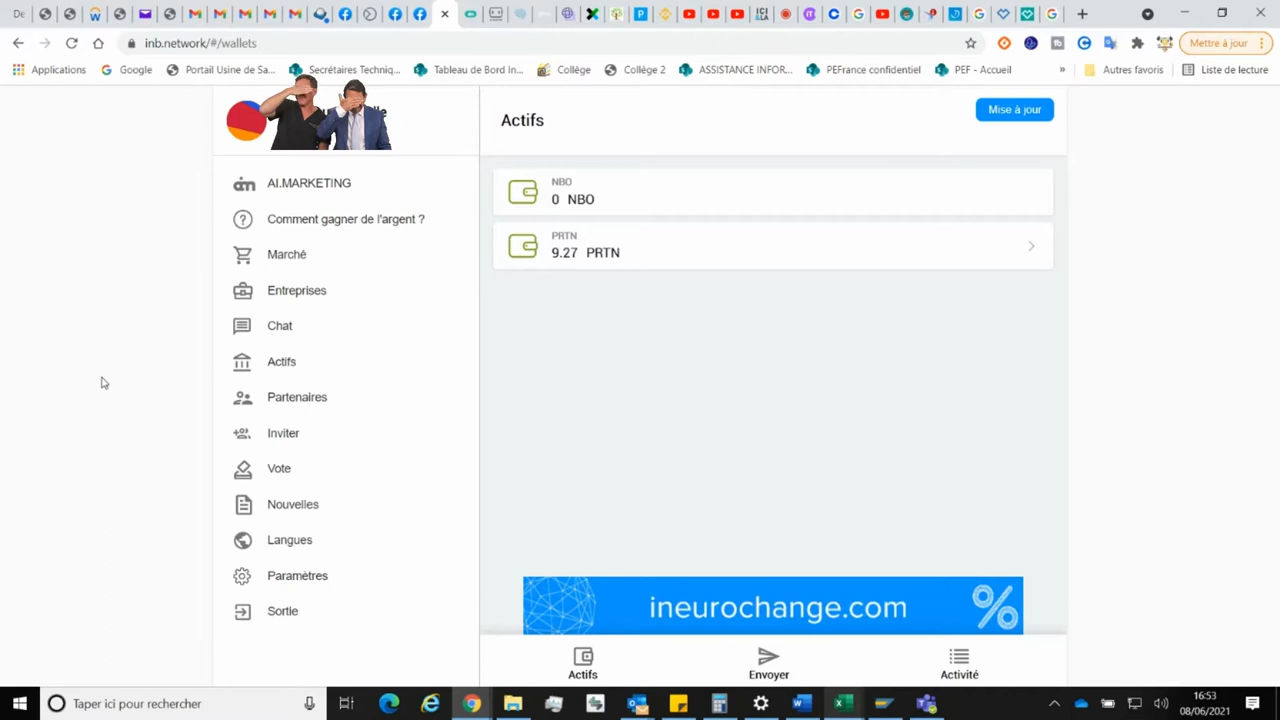 De
ICI
ILLA
inb.network/#/wallets
Mettre à jour
Applications
Google
Portail Usine de Sa...
Secrétaires Techniq...
Tableau de Bord In...
Collège
Collège 2
ASSISTANCE INFOR...
PEFrance confidentiel
PEF - Accueil
»
Autres favoris
Liste de lecture
Actifs
Mise à jour
AI.MARKETING
Comment gagner de l'argent ?
Marché
Entreprises
Chat
Actifs
Partenaires
Inviter
Vote
Nouvelles
Langues
Paramètres
Sortie
NBO
0 NBO
PRTN
9.27 PRTN
ineurochange.com %
Actifs
Envoyer
Activité
Taper ici pour rechercher
16:53
08/06/2021